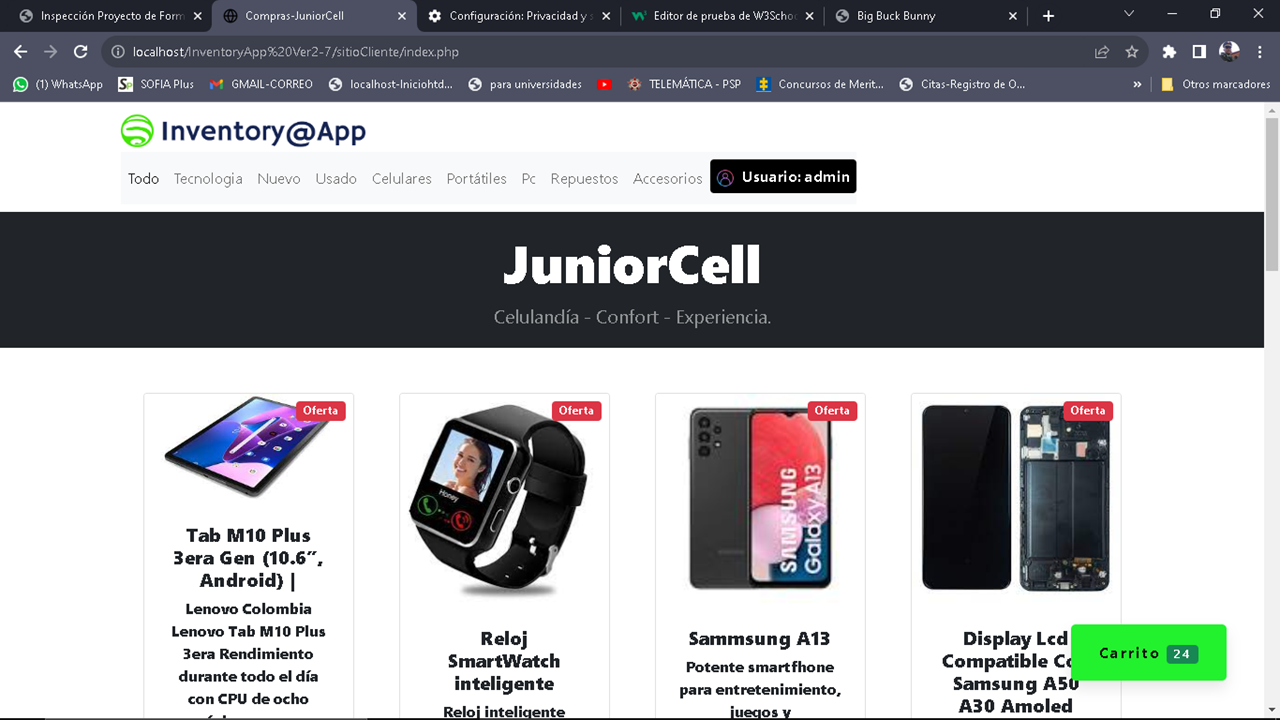 Inspección Proyecto de Form
Compras-JuniorCell
Configuración: Privacidad y s
Editor de prueba de W3Schoo
Big Buck Bunny
localhost/InventoryApp%20Ver2-7/sitioCliente/index.php
(1) WhatsApp
SOFIA Plus
GMAIL-CORREO
localhost-Iniciohtd...
para universidades
TELEMÁTICA - PSP
Concursos de Merit...
Citas-Registro de O...
»
Otros marcadores
Inventory@App
Todo Tecnologia Nuevo Usado Celulares Portátiles Pc Repuestos Accesorios Usuario: admin
JuniorCell
Celulandía - Confort - Experiencia.
Oferta
Tab M10 Plus
3era Gen (10.6”,
Android) |
Lenovo Colombia
Lenovo Tab M10 Plus
3era Rendimiento
durante todo el día
con CPU de ocho
Oferta
Honey
Reloj
SmartWatch
inteligente
Reloj inteligente
Oferta
SAMSUNG
Galaxy A13
Sammsung A13
Potente smartfhone
para entretenimiento,
juegos y
Oferta
Display Lcd
Compatible Co
Samsung A50
A30 Amoled
Carrito 24